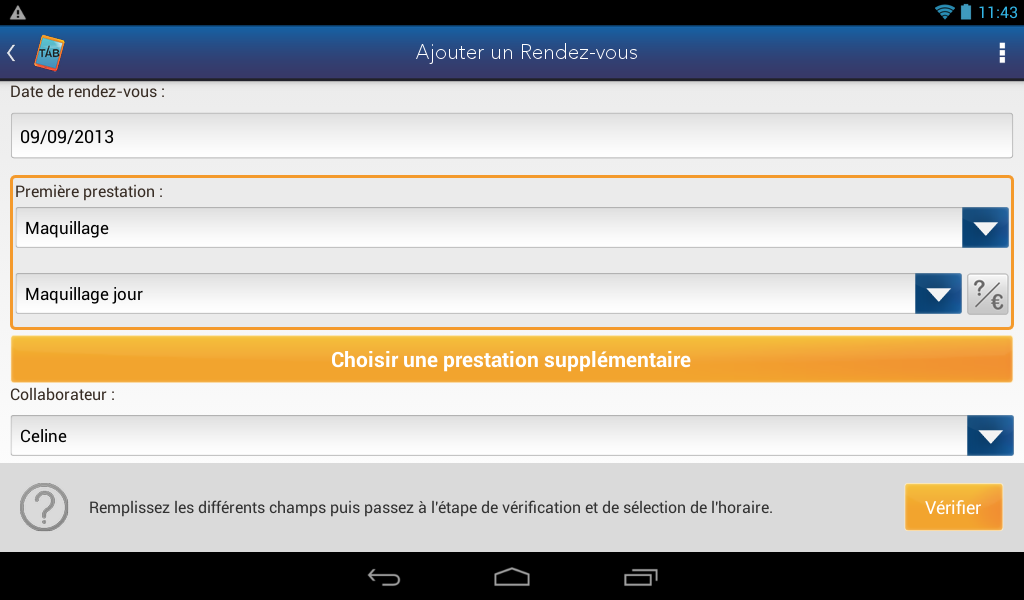 11:43
TAB
Ajouter un Rendez-vous
Date de rendez-vous :
09/09/2013
Première prestation :
Maquillage
Maquillage jour
?/€
Choisir une prestation supplémentaire
Collaborateur :
Celine
?
Remplissez les différents champs puis passez à l'étape de vérification et de sélection de l'horaire.
Vérifier